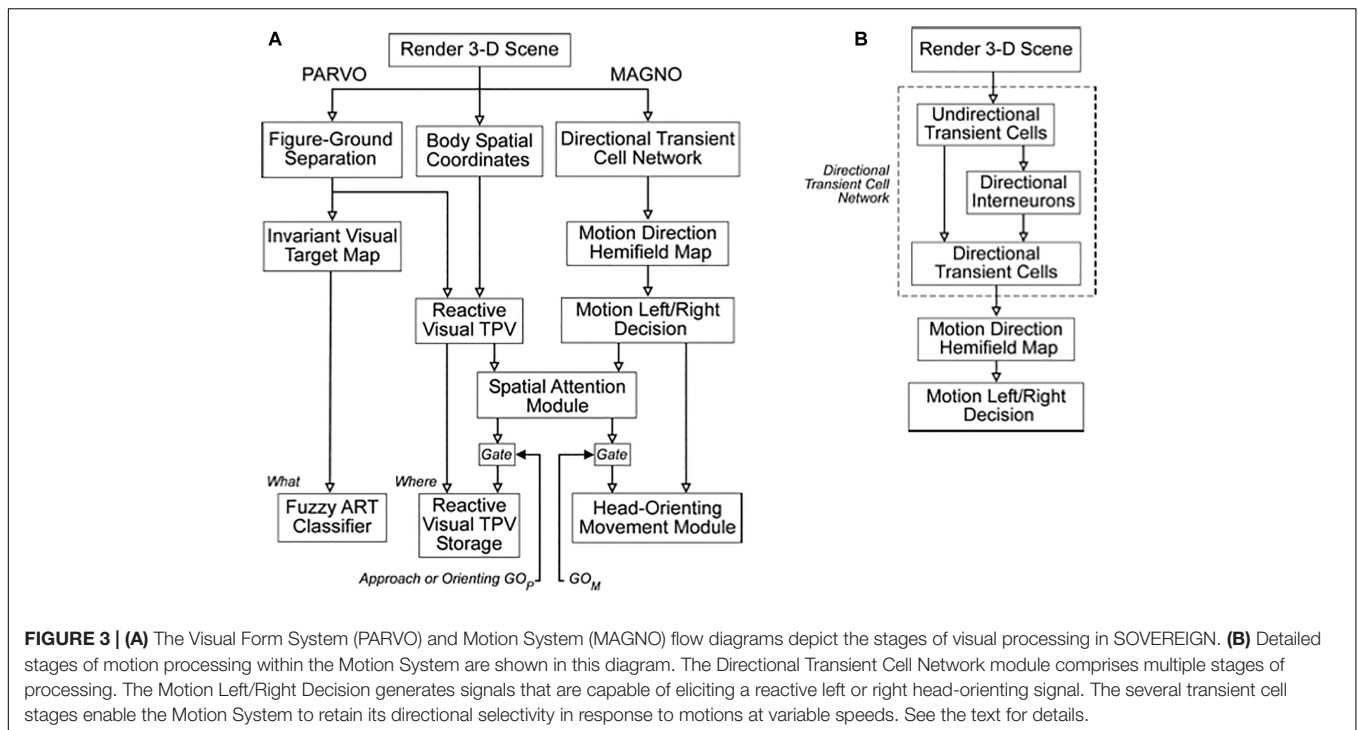 A
Render 3-D Scene
PARVO
MAGNO
Figure-Ground
Separation
Body Spatial
Coordinates
Directional Transient
Cell Network
Invariant Visual
Target Map
Motion Direction
Hemifield Map
Reactive
Visual TPV
Motion Left/Right
Decision
Spatial Attention
Module
Gate
Gate
What
Where
Fuzzy ART
Classifier
Reactive
Visual TPV
Storage
Head-Orienting
Movement Module
Approach or Orienting GOP
GOM
B
Render 3-D Scene
Undirectional
Transient Cells
Directional
Transient Cell
Network
Directional
Interneurons
Directional
Transient Cells
Motion Direction
Hemifield Map
Motion Left/Right
Decision
FIGURE 3 | (A) The Visual Form System (PARVO) and Motion System (MAGNO) flow diagrams depict the stages of visual processing in SOVEREIGN. (B) Detailed
stages of motion processing within the Motion System are shown in this diagram. The Directional Transient Cell Network module comprises multiple stages of
processing. The Motion Left/Right Decision generates signals that are capable of eliciting a reactive left or right head-orienting signal. The several transient cell
stages enable the Motion System to retain its directional selectivity in response to motions at variable speeds. See the text for details.